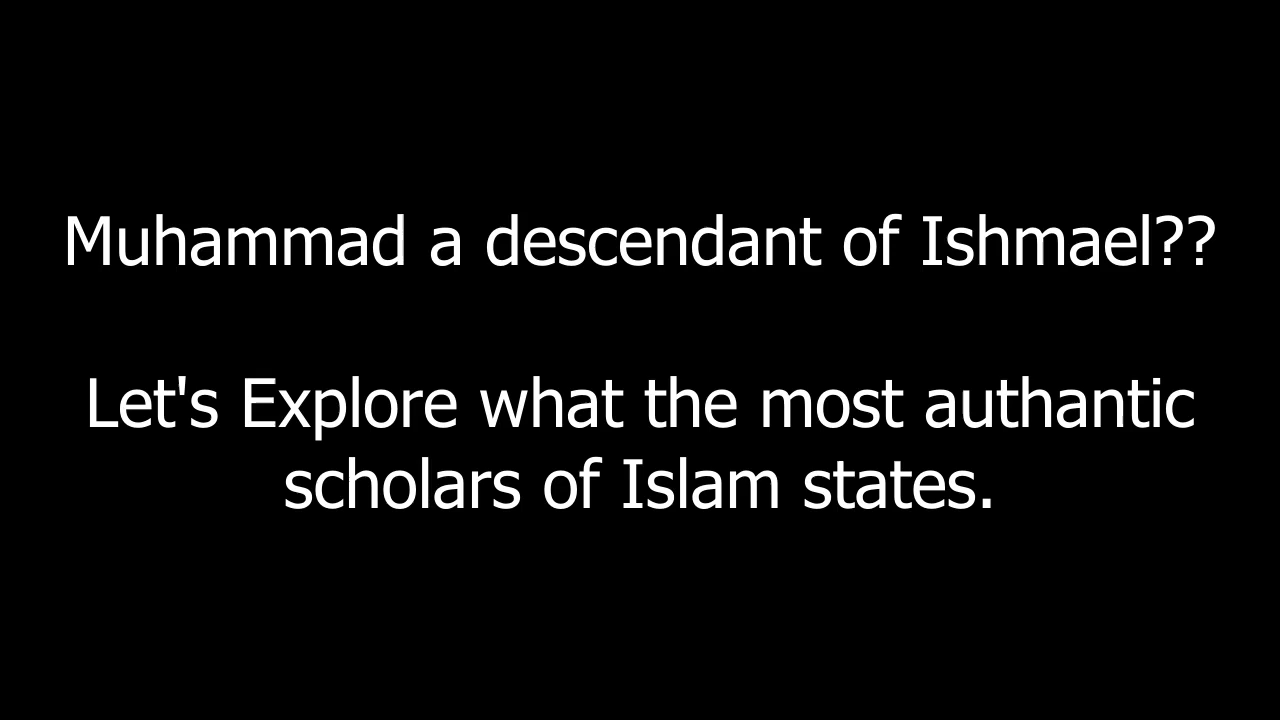 Muhammad a descendant of Ishmael??
Let's Explore what the most authantic
scholars of Islam states.